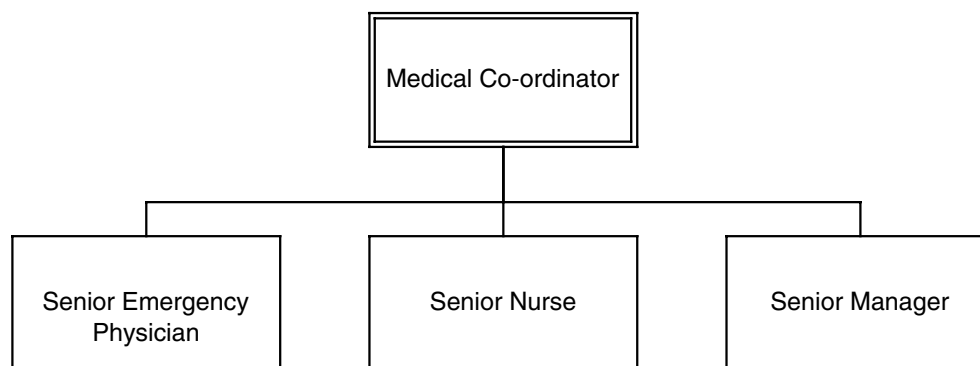 Medical Co-ordinator
Senior Emergency
Physician
Senior Nurse
Senior Manager